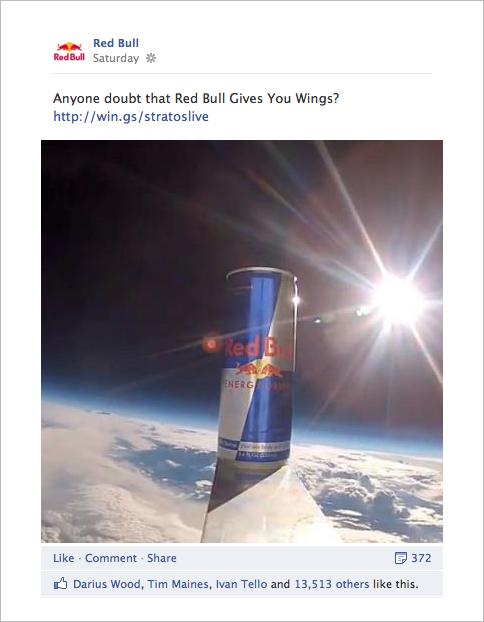 Red Bull
Red Bull
Saturday
Anyone doubt that Red Bull Gives You Wings?
http://win.gs/stratoslive
Red Bul
ENERGY DRINK
Like · Comment · Share
372
Darius Wood, Tim Maines, Ivan Tello and 13,513 others like this.